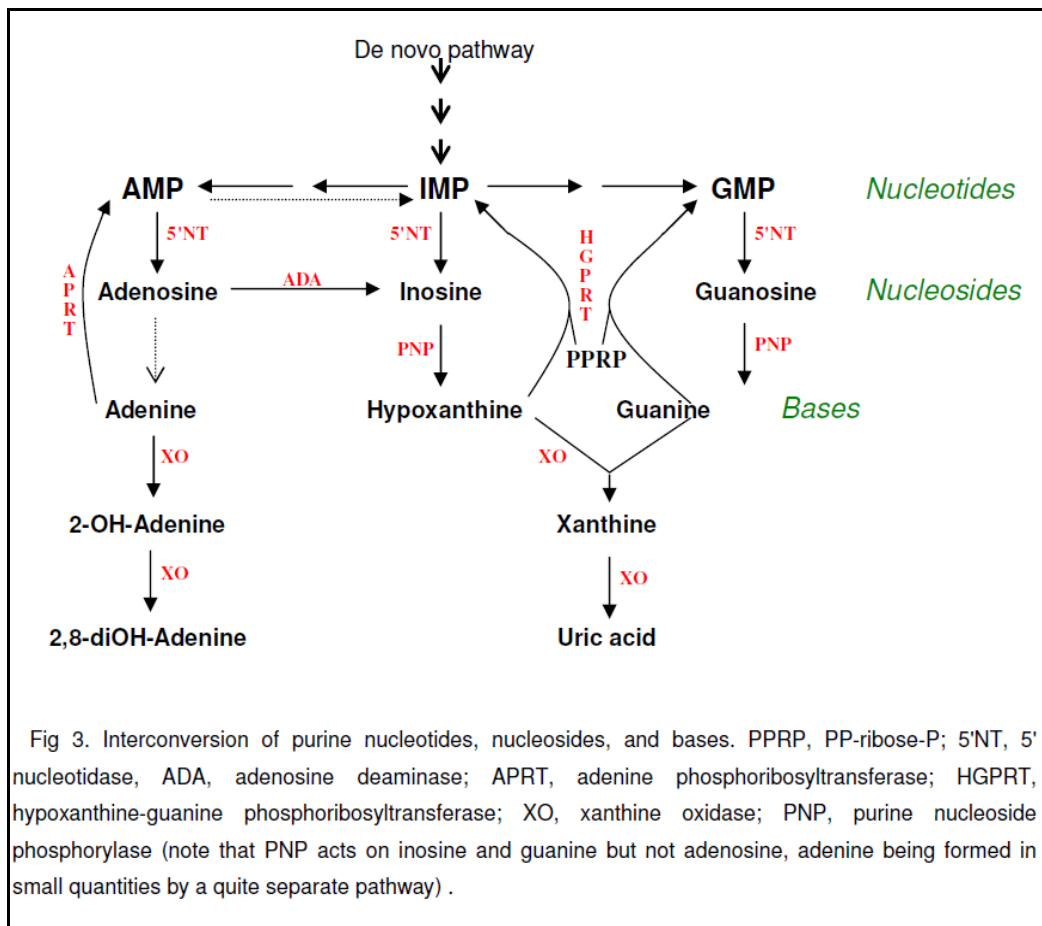 De novo pathway
AMP IMP GMP Nucleotides
5'NT 5'NT 5'NT
HGPRT
APRT
Adenosine ADA Inosine Guanosine Nucleosides
PNP PPRP PNP
Adenine Hypoxanthine Guanine Bases
XO XO
2-OH-Adenine Xanthine
XO XO
2,8-diOH-Adenine Uric acid
Fig 3. Interconversion of purine nucleotides, nucleosides, and bases. PPRP, PP-ribose-P; 5'NT, 5'
nucleotidase, ADA, adenosine deaminase; APRT, adenine phosphoribosyltransferase; HGPRT,
hypoxanthine-guanine phosphoribosyltransferase; XO, xanthine oxidase; PNP, purine nucleoside
phosphorylase (note that PNP acts on inosine and guanine but not adenosine, adenine being formed in
small quantities by a quite separate pathway) .